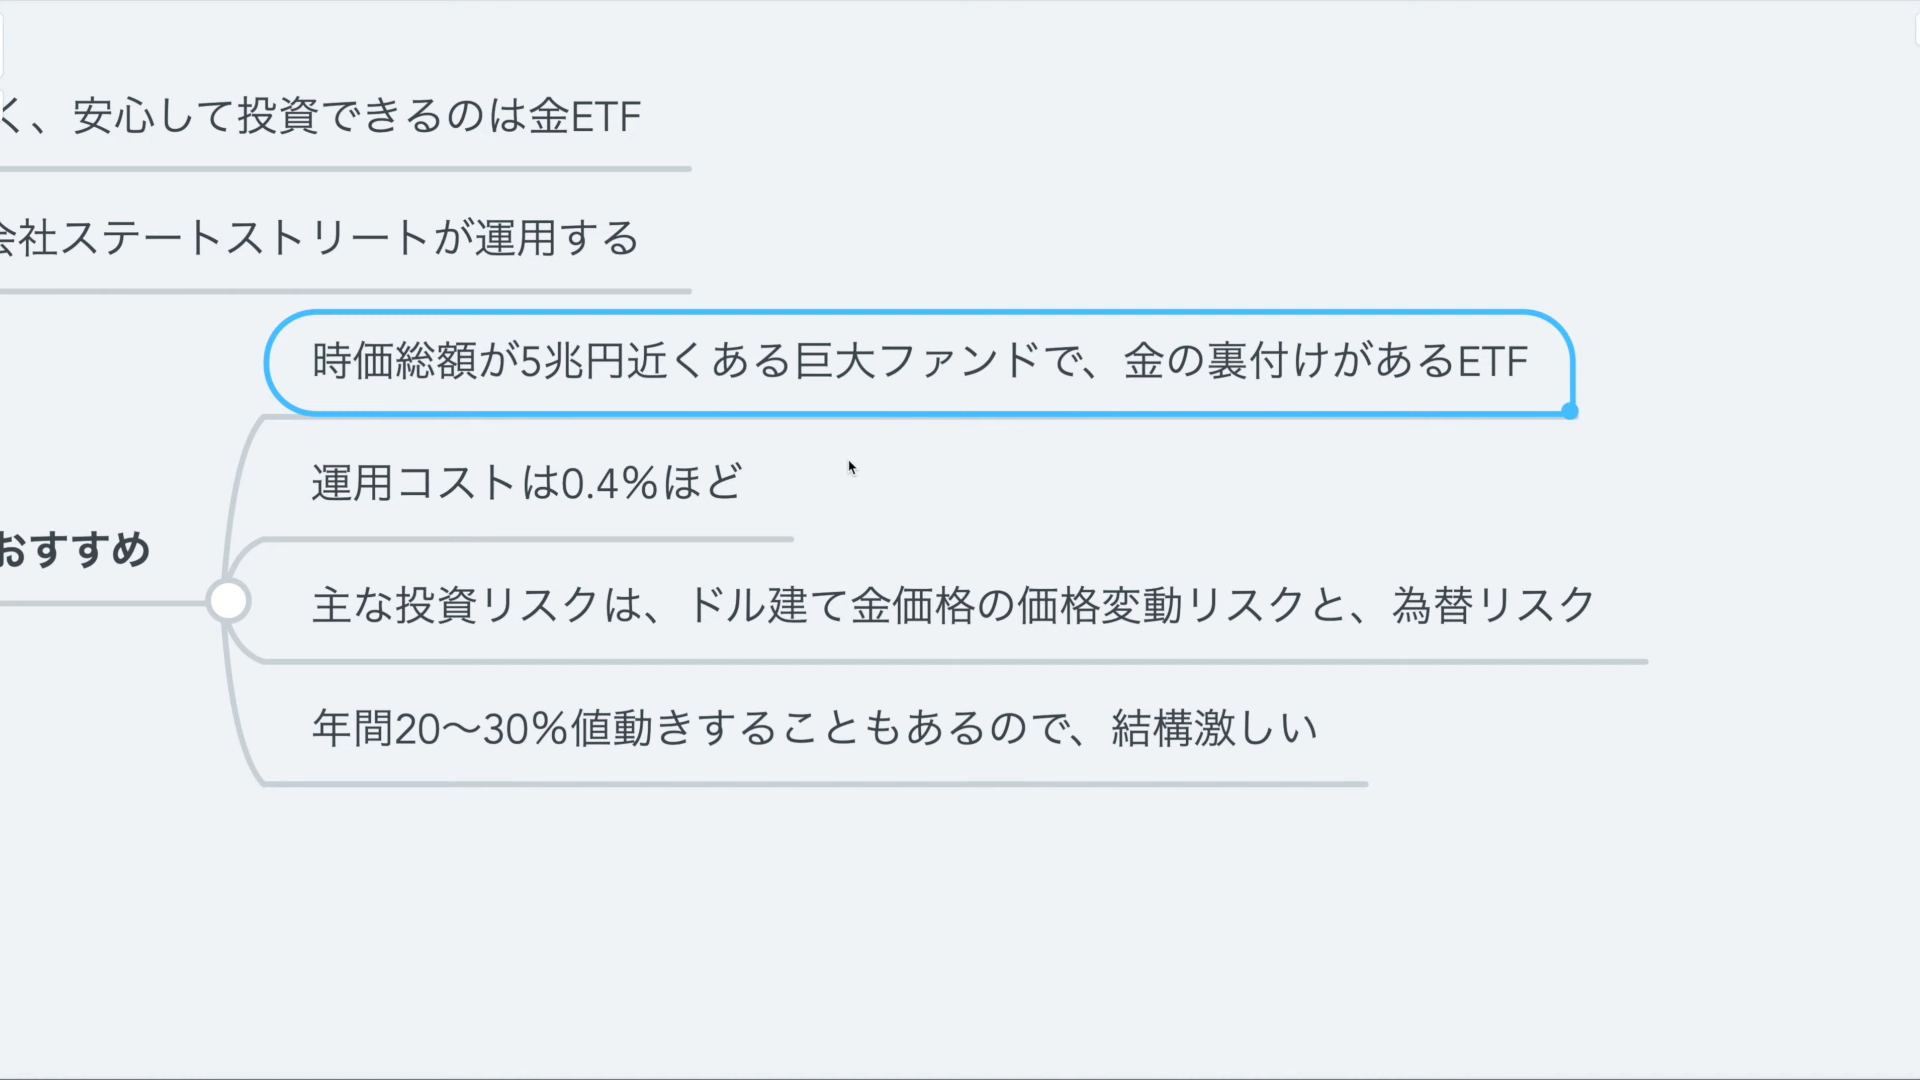 く、安心して投資できるのは金ETF
会社ステートストリートが運用する
時価総額が5兆円近くある巨大ファンドで、金の裏付けがあるETF
運用コストは0.4%ほど
おすすめ
主な投資リスクは、ドル建て金価格の価格変動リスクと、為替リスク
年間20〜30%値動きすることもあるので、結構激しい